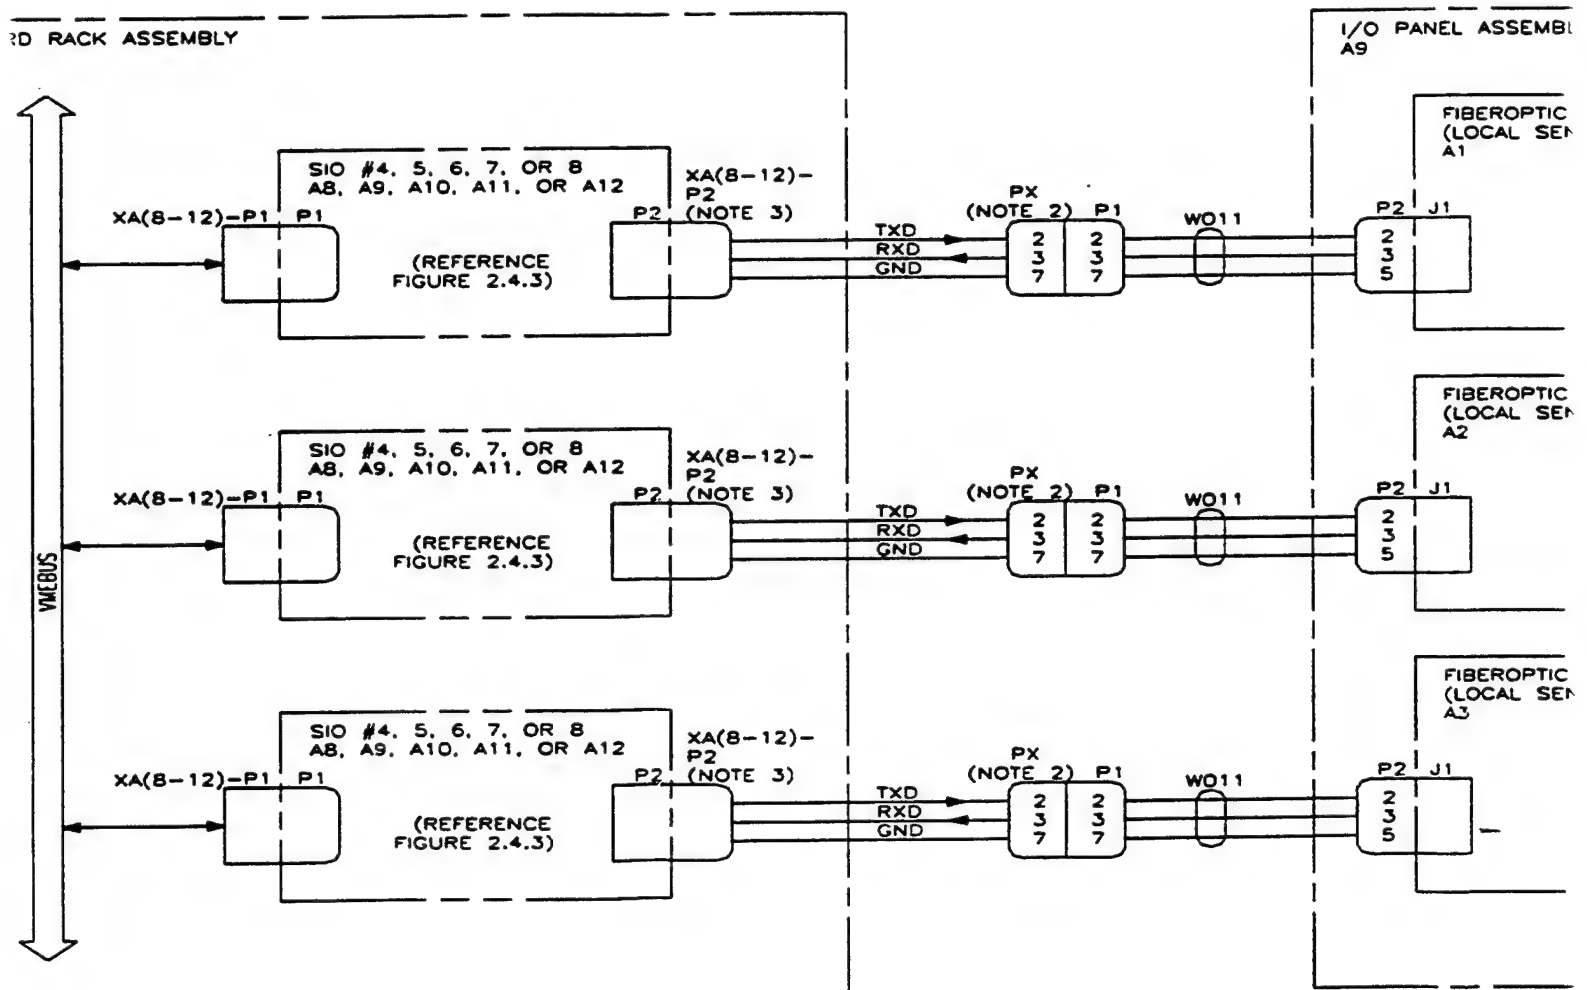 RD RACK ASSEMBLY
I/O PANEL ASSEMBL
A9
VMEBUS
FIBEROPTIC
(LOCAL SEN
A1
SIO #4, 5, 6, 7, OR 8
A8, A9, A10, A11, OR A12
XA(8-12)-
P2
(NOTE 3)
XA(8-12)-P1 P1
P2
(REFERENCE
FIGURE 2.4.3)
TXD
RXD
GND
PX
(NOTE 2) P1
2 2
3 3
7 7
W011
P2 J1
2
3
5
FIBEROPTIC
(LOCAL SEN
A2
SIO #4, 5, 6, 7, OR 8
A8, A9, A10, A11, OR A12
XA(8-12)-
P2
(NOTE 3)
XA(8-12)-P1 P1
P2
(REFERENCE
FIGURE 2.4.3)
TXD
RXD
GND
PX
(NOTE 2) P1
2 2
3 3
7 7
W011
P2 J1
2
3
5
FIBEROPTIC
(LOCAL SEN
A3
SIO #4, 5, 6, 7, OR 8
A8, A9, A10, A11, OR A12
XA(8-12)-
P2
(NOTE 3)
XA(8-12)-P1 P1
P2
(REFERENCE
FIGURE 2.4.3)
TXD
RXD
GND
PX
(NOTE 2) P1
2 2
3 3
7 7
W011
P2 J1
2
3
5